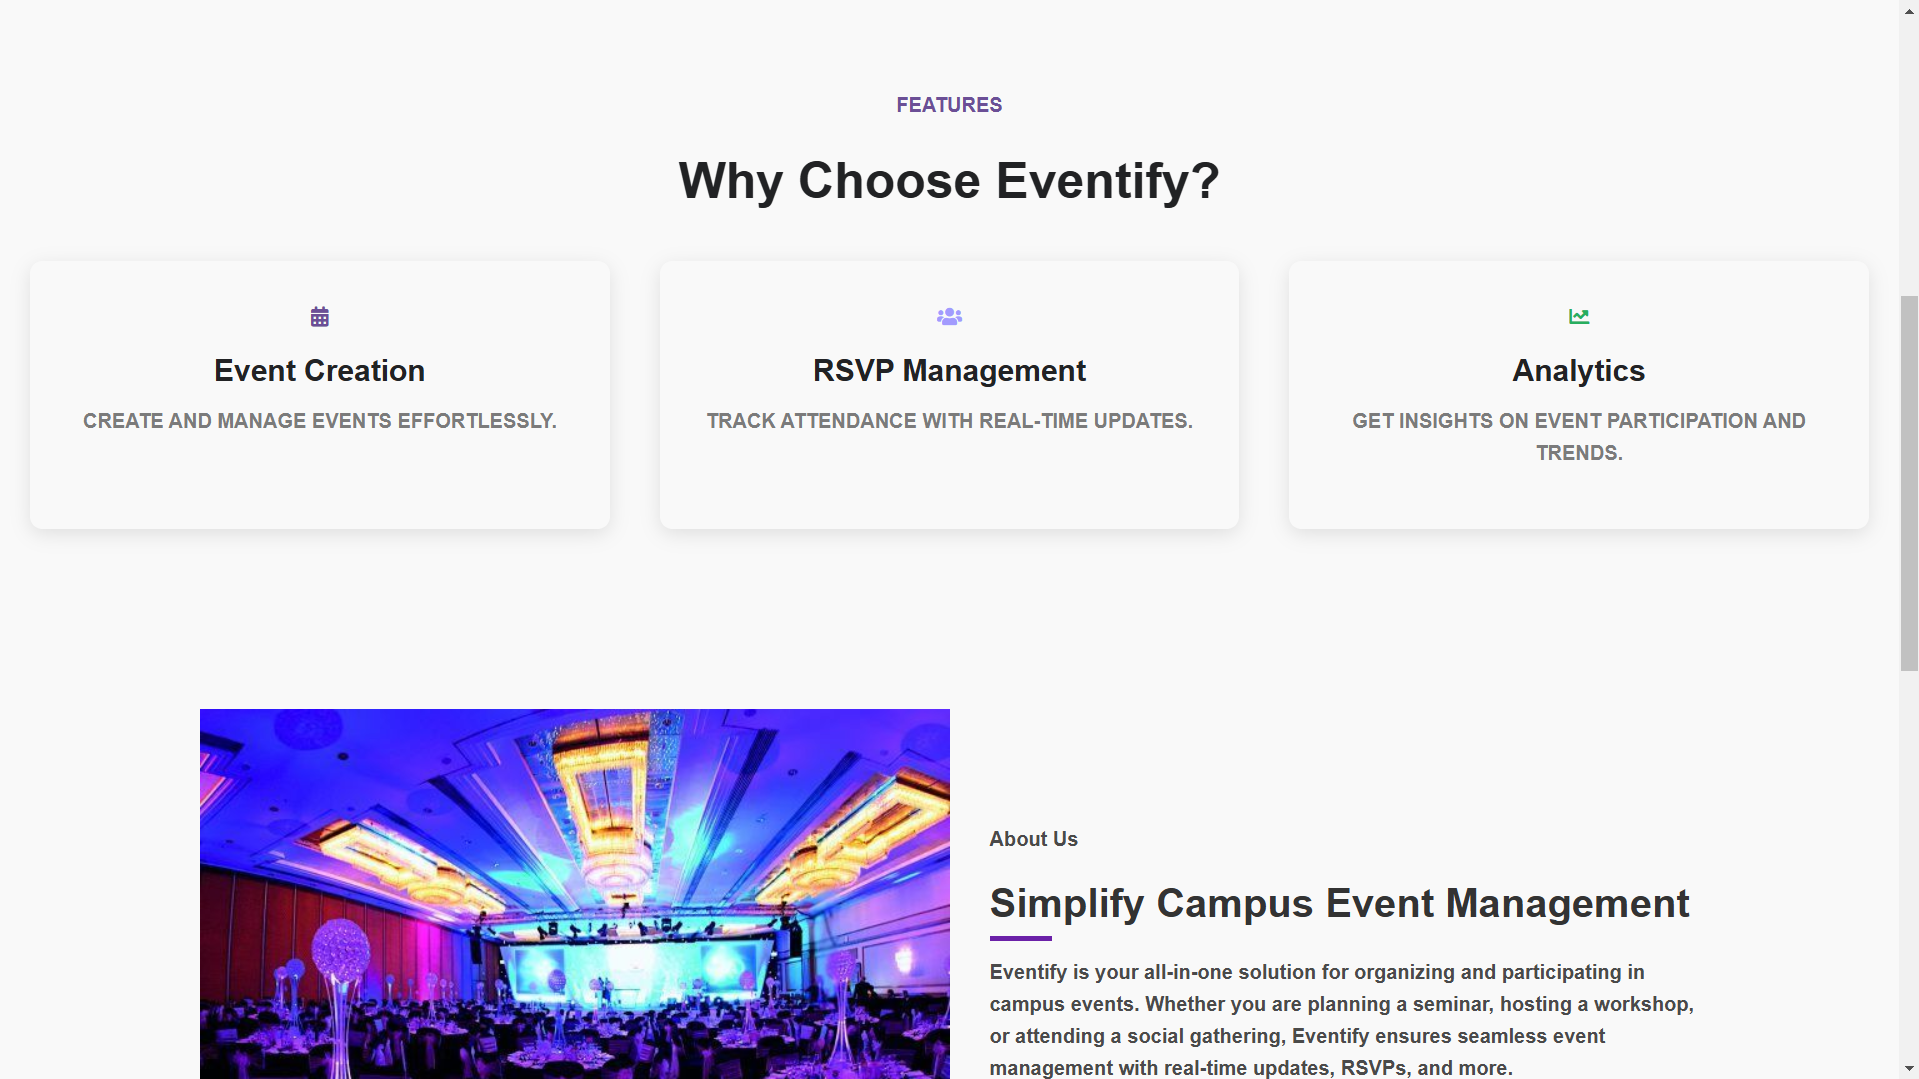 FEATURES
Why Choose Eventify?
Event Creation
CREATE AND MANAGE EVENTS EFFORTLESSLY.
RSVP Management
TRACK ATTENDANCE WITH REAL-TIME UPDATES.
Analytics
GET INSIGHTS ON EVENT PARTICIPATION AND
TRENDS.
About Us
Simplify Campus Event Management
Eventify is your all-in-one solution for organizing and participating in
campus events. Whether you are planning a seminar, hosting a workshop,
or attending a social gathering, Eventify ensures seamless event
management with real-time updates, RSVPs, and more.